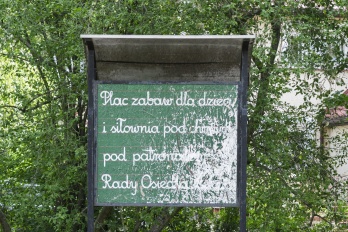 Plac zabaw dla dzieci
i siłownia pod chmurką
pod patronatem
Rady Osiedla